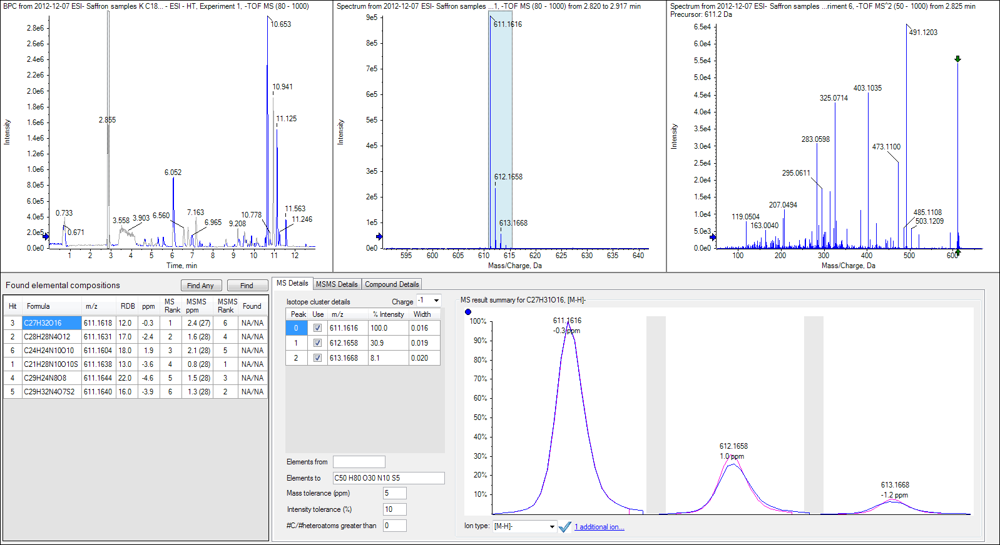 BPC from 2012-12-07 ESI- Saffron samples K C18... - ESI - HT, Experiment 1, -TOF MS (80 - 1000)
2.8e6
2.6e6
2.4e6
2.2e6
2.0e6
1.8e6
1.6e6
1.4e6
1.2e6
1.0e6
8.0e5
6.0e5
4.0e5
2.0e5
0.0e0
Intensity
10.653
10.941
11.125
2.855
6.052
0.733
0.671
3.558
3.903
6.560
7.163
6.965
9.208
10.778
11.563
11.246
1 2 3 4 5 6 7 8 9 10 11 12
Time, min
Spectrum from 2012-12-07 ESI- Saffron samples ...1, -TOF MS (80 - 1000) from 2.820 to 2.917 min
9e5
8e5
7e5
6e5
5e5
4e5
3e5
2e5
1e5
0e0
Intensity
611.1616
612.1658
613.1668
595 600 605 610 615 620 625 630 635 640
Mass/Charge, Da
Spectrum from 2012-12-07 ESI- Saffron samples ...riment 6, -TOF MS^2 (50 - 1000) from 2.825 min
Precursor: 611.2 Da
6.5e4
6.0e4
5.5e4
5.0e4
4.5e4
4.0e4
3.5e4
3.0e4
2.5e4
2.0e4
1.5e4
1.0e4
5.0e3
0.0e0
Intensity
491.1203
403.1035
325.0714
283.0598
473.1100
295.0611
207.0494
119.0504
163.0040
485.1108
503.1209
100 200 300 400 500 600
Mass/Charge, Da
Found elemental compositions
Find Any
Find
Hit Formula m/z RDB ppm MS Rank MSMS ppm MSMS Rank Found
3 C27H32O16 611.1618 12.0 -0.3 1 2.4 (27) 6 NA/NA
2 C28H28N4O12 611.1631 17.0 -2.4 2 1.6 (28) 4 NA/NA
6 C24H24N10O10 611.1604 18.0 1.9 3 2.1 (28) 5 NA/NA
1 C21H28N10O10S 611.1638 13.0 -3.6 4 0.8 (28) 1 NA/NA
4 C29H24N8O8 611.1644 22.0 -4.6 5 1.5 (28) 3 NA/NA
5 C29H32N4O7S2 611.1640 16.0 -3.9 6 1.3 (28) 2 NA/NA
MS Details
MSMS Details
Compound Details
Isotope cluster details
Charge -1
Peak Use m/z % Intensity Width
0 611.1616 100.0 0.016
1 612.1658 30.9 0.019
2 613.1668 8.1 0.020
Elements from
Elements to C50 H80 O30 N10 S5
Mass tolerance (ppm) 5
Intensity tolerance (%) 10
#C/#heteroatoms greater than 0
MS result summary for C27H31O16, [M-H]-
100%
90%
80%
70%
60%
50%
40%
30%
20%
10%
611.1616
-0.3 ppm
612.1658
1.0 ppm
613.1668
-1.2 ppm
Ion type: [M-H]- 1 additional ion...